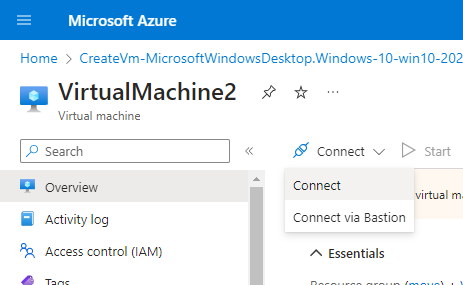 Microsoft Azure
Home > CreateVm-MicrosoftWindowsDesktop.Windows-10-win10-202
VirtualMachine2
Virtual machine
Search
Connect
Start
Overview
Connect
virtual ma
Activity log
Connect via Bastion
Access control (IAM)
Essentials
Tags
Resource group (move)